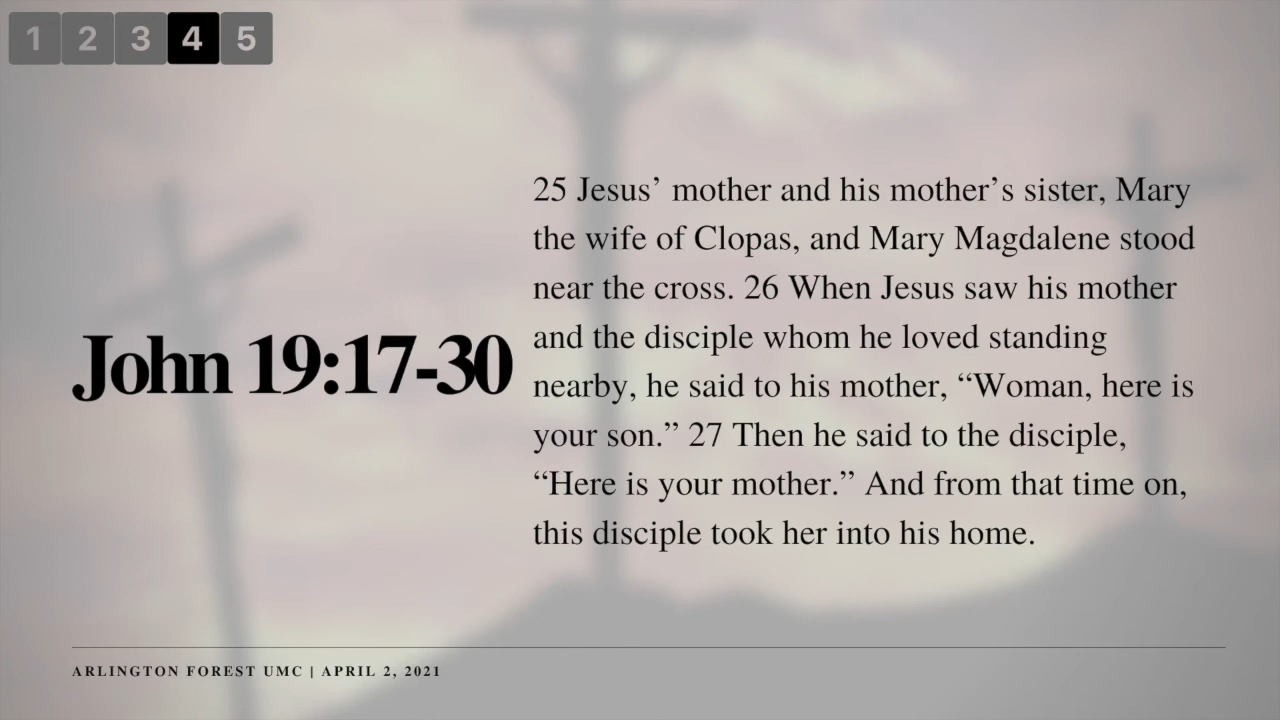 1 2 3 4 5
John 19:17-30
25 Jesus’ mother and his mother’s sister, Mary
the wife of Clopas, and Mary Magdalene stood
near the cross. 26 When Jesus saw his mother
and the disciple whom he loved standing
nearby, he said to his mother, “Woman, here is
your son.” 27 Then he said to the disciple,
“Here is your mother.” And from that time on,
this disciple took her into his home.
ARLINGTON FOREST UMC | APRIL 2, 2021